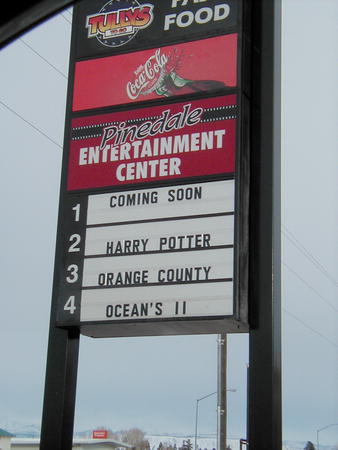 TULLY'S
FOOD
Coca-Cola
Pinedale
ENTERTAINMENT
CENTER
1 COMING SOON
2 HARRY POTTER
3 ORANGE COUNTY
4 OCEAN'S 11